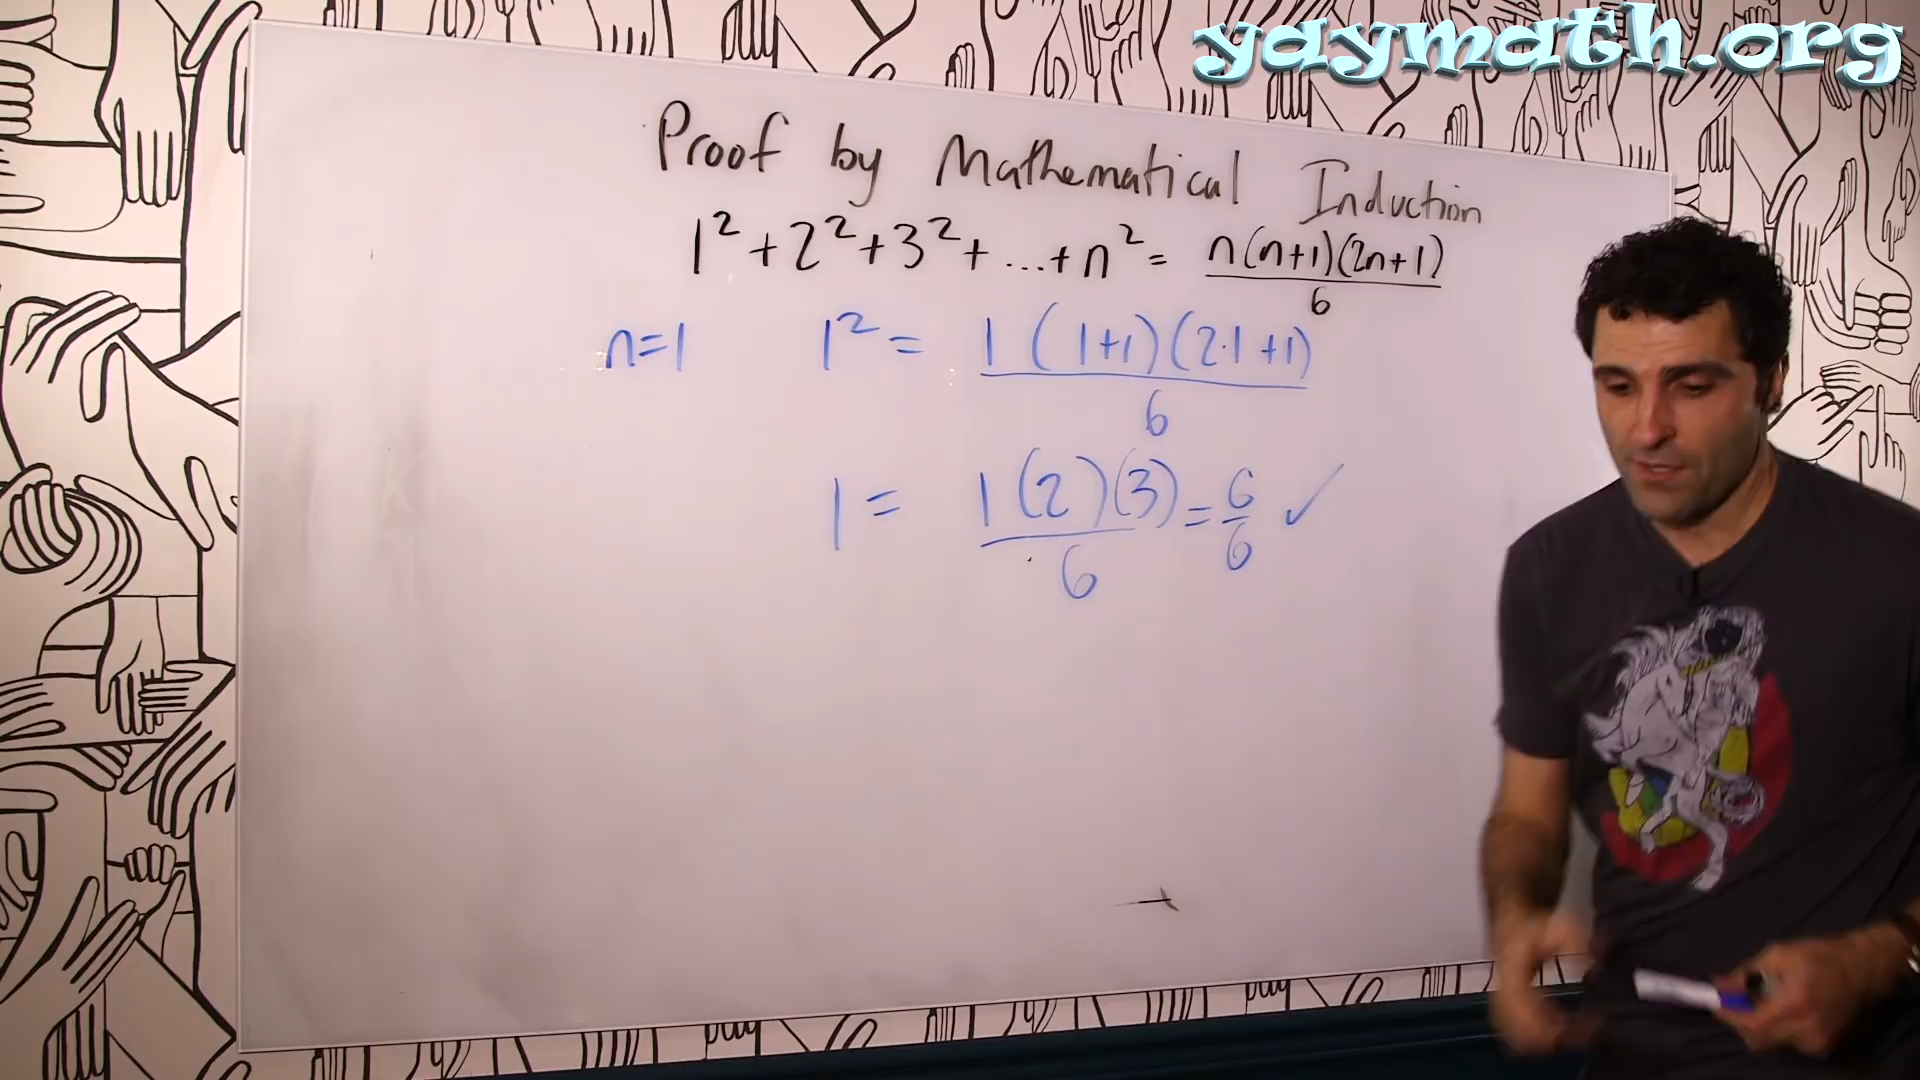 yaymath.org
Proof by Mathematical Induction
1² + 2² + 3² + ... + n² = n(n+1)(2n+1)
6
n=1 1² = 1(1+1)(2·1+1)
6
1 = 1(2)(3) = 6 ✓
6 6